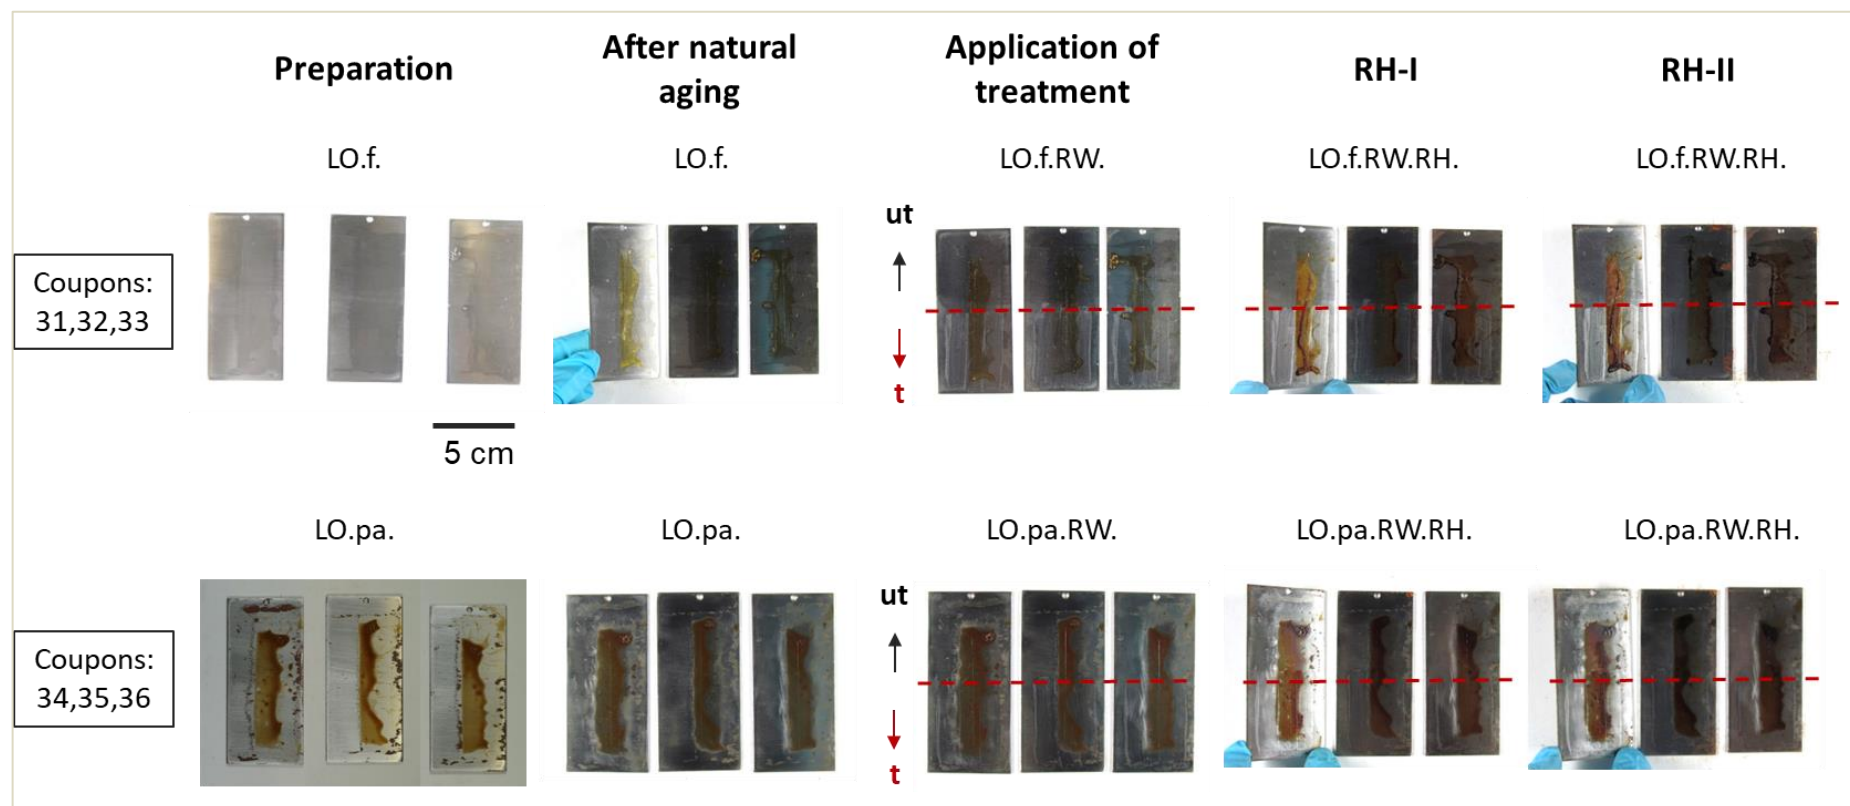 Preparation
After natural
aging
Application of
treatment
RH-I
RH-II
LO.f.
LO.f.
LO.f.RW.
LO.f.RW.RH.
LO.f.RW.RH.
Coupons:
31,32,33
ut
t
5 cm
LO.pa.
LO.pa.
LO.pa.RW.
LO.pa.RW.RH.
LO.pa.RW.RH.
Coupons:
34,35,36
ut
t